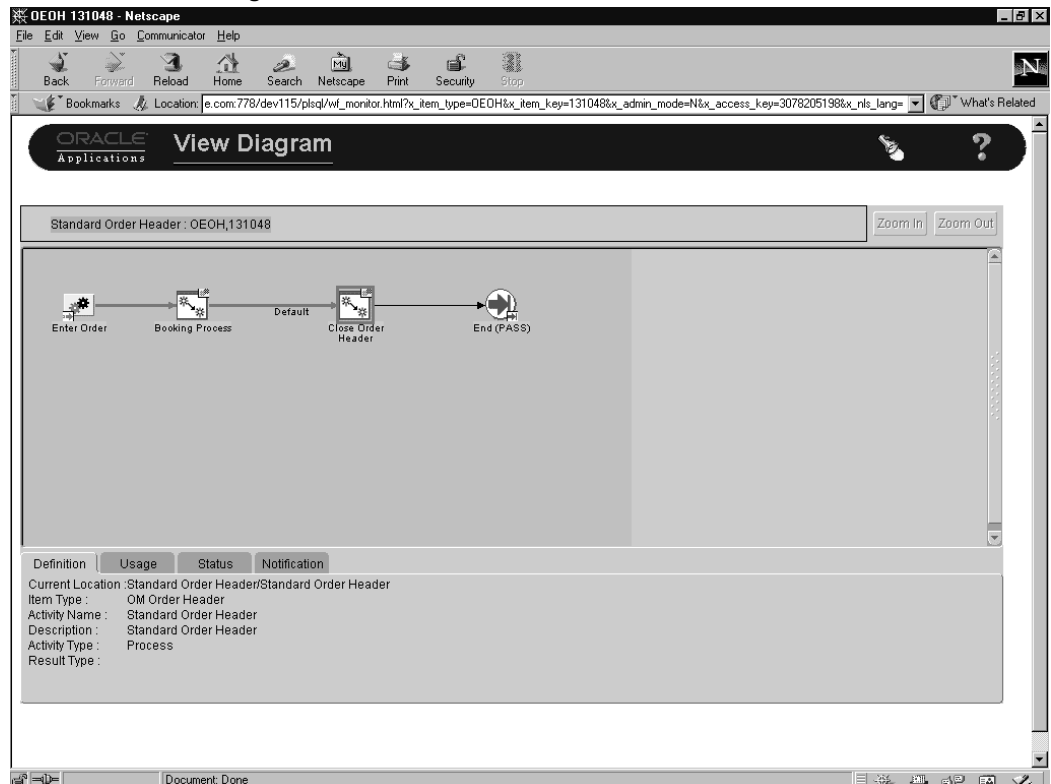 OEOH 131048 - Netscape
File Edit View Go Communicator Help
Back Forward Reload Home Search Netscape Print Security Stop
My
N
Bookmarks Location: e.com:778/dev115/plsql/wf_monitor.html?x_item_type=OEOH&x_item_key=131048&x_admin_mode=N&x_access_key=3078205198&x_nls_lang= What's Related
ORACLE
Applications
View Diagram
?
Standard Order Header : OEOH,131048
Zoom In Zoom Out
Default
Enter Order Booking Process Close Order Header End (PASS)
Definition Usage Status Notification
Current Location :Standard Order Header/Standard Order Header
Item Type : OM Order Header
Activity Name : Standard Order Header
Description : Standard Order Header
Activity Type : Process
Result Type :
Document: Done